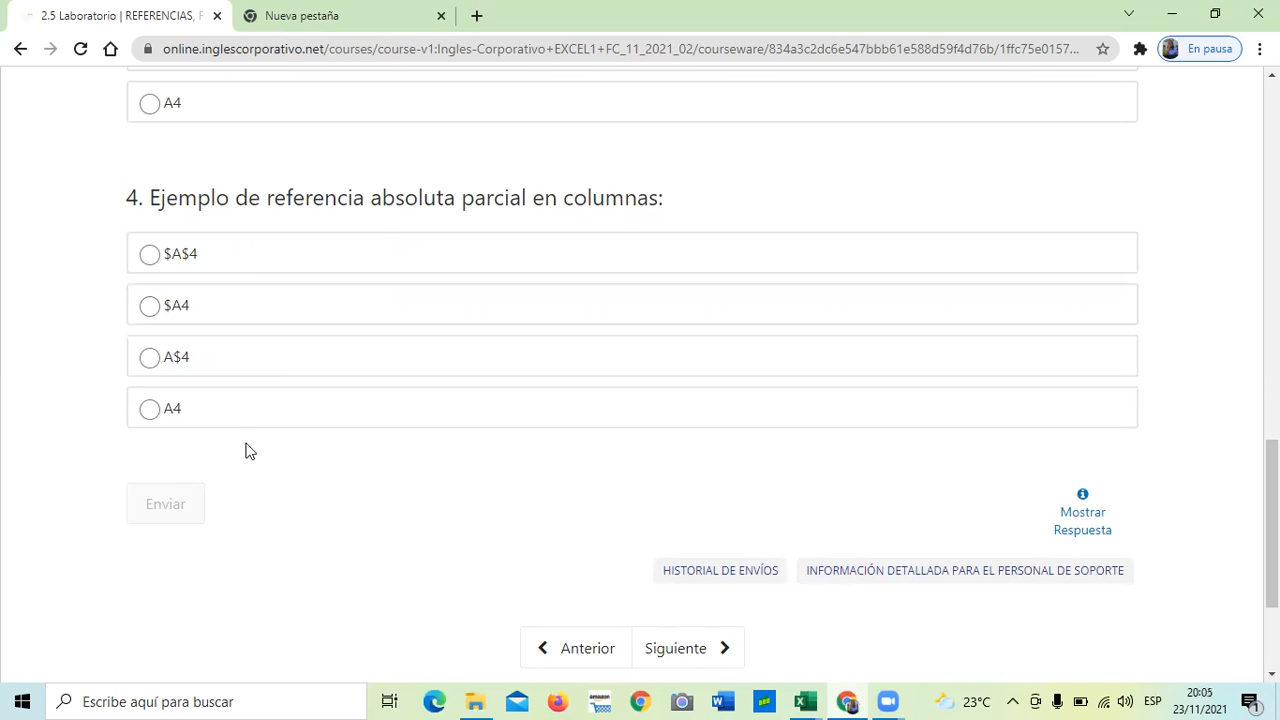 2.5 Laboratorio | REFERENCIAS, F
Nueva pestaña
online.inglescorporativo.net/courses/course-v1:Ingles-Corporativo+EXCEL1+FC_11_2021_02/courseware/834a3c2dc6e547bbb61e588d59f4d76b/1ffc75e0157...
En pausa
A4
4. Ejemplo de referencia absoluta parcial en columnas:
$A$4
$A4
A$4
A4
Enviar
Mostrar
Respuesta
HISTORIAL DE ENVÍOS
INFORMACIÓN DETALLADA PARA EL PERSONAL DE SOPORTE
Anterior
Siguiente
Escribe aquí para buscar
amazon
23°C
ESP
20:05
23/11/2021
1